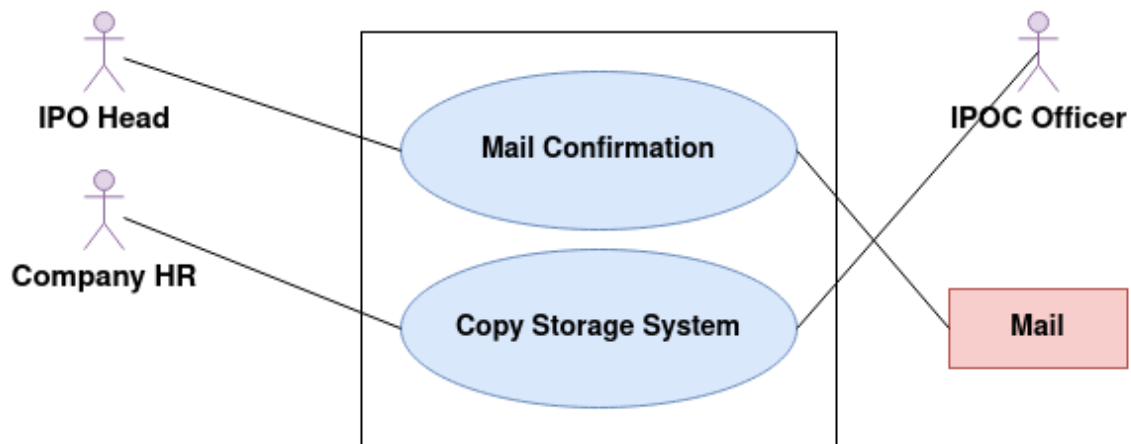 IPO Head
IPOC Officer
Mail Confirmation
Company HR
Copy Storage System
Mail